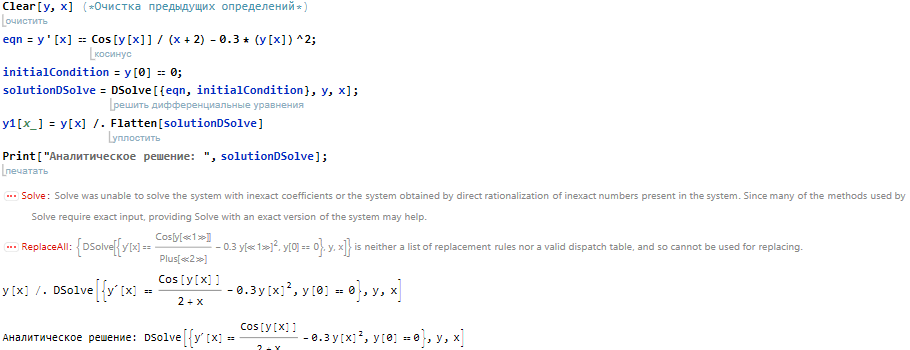 Clear[y, x] (*Очистка предыдущих определений*)
очистить
eqn = y'[x] == Cos[y[x]] / (x + 2) - 0.3 * (y[x])^2;
косинус
initialCondition = y[0] == 0;
solutionDSolve = DSolve[{eqn, initialCondition}, y, x];
решить дифференциальные уравнения
y1[x_] = y[x] /. Flatten[solutionDSolve]
уплостить
Print["Аналитическое решение: ", solutionDSolve];
печатать
Solve: Solve was unable to solve the system with inexact coefficients or the system obtained by direct rationalization of inexact numbers present in the system. Since many of the methods used by
Solve require exact input, providing Solve with an exact version of the system may help.
ReplaceAll: {DSolve[{y′[x] == Cos[y[≪1≫]] / Plus[≪2≫] - 0.3 y[≪1≫]^2, y[0] == 0}, y, x]} is neither a list of replacement rules nor a valid dispatch table, and so cannot be used for replacing.
y[x] /. DSolve[{y′[x] == Cos[y[x]] / 2 + x - 0.3 y[x]^2, y[0] == 0}, y, x]
Аналитическое решение: DSolve[{y′[x] == Cos[y[x]] / 2 + x - 0.3 y[x]^2, y[0] == 0}, y, x]